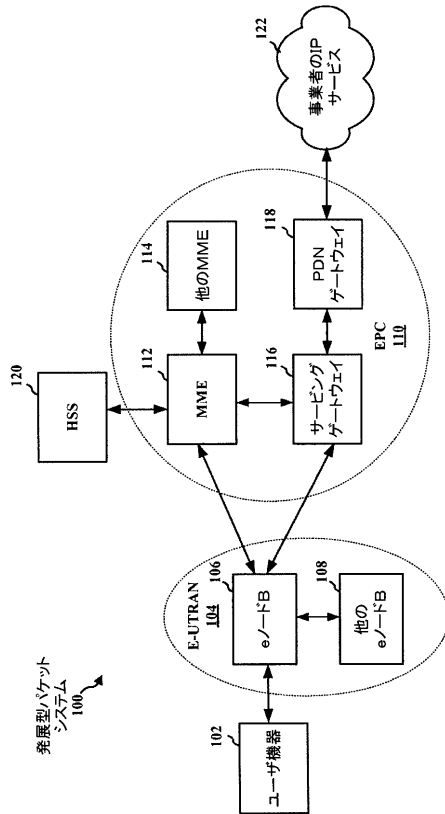 発展型パケット
システム
100
102
ユーザ機器
E-UTRAN
104
106
eノードB
108
他の
eノードB
120
HSS
112
MME
114
他のMME
116
サービング
ゲートウェイ
118
PDN
ゲートウェイ
EPC
110
122
事業者のIP
サービス